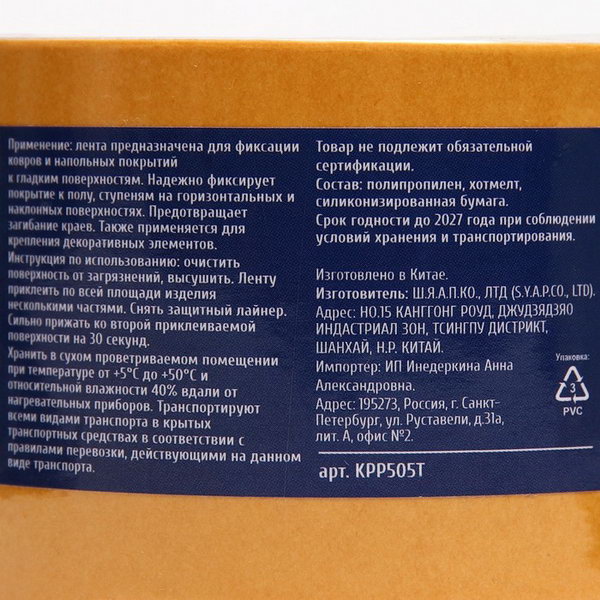 Применение: лента предназначена для фиксации
ковров и напольных покрытий
к гладким поверхностям. Надежно фиксирует
покрытие к полу, ступеням на горизонтальных и
наклонных поверхностях. Предотвращает
загибание краев. Также применяется для
крепления декоративных элементов.
Инструкция по использованию: очистить
поверхность от загрязнений, высушить. Ленту
приклеить по всей площади изделия
несколькими частями. Снять защитный лайнер.
Сильно прижать ко второй приклеиваемой
поверхности на 30 секунд.
Хранить в сухом проветриваемом помещении
при температуре от +5°C до +50°C и
относительной влажности 40% вдали от
нагревательных приборов. Транспортируют
всеми видами транспорта в крытых
транспортных средствах в соответствии с
правилами перевозки, действующими на данном
виде транспорта.
Товар не подлежит обязательной
сертификации.
Состав: полипропилен, хотмелт,
силиконизированная бумага.
Срок годности до 2027 года при соблюдении
условий хранения и транспортирования.
Изготовлено в Китае.
Изготовитель: Ш.Я.А.П.КО., ЛТД (S.Y.A.P.CO., LTD).
Адрес: НО.15 КАНГГОНГ РОУД, ДЖУДЗЯДЗЯО
ИНДАСТРИАЛ ЗОН, ТСИНГПУ ДИСТРИКТ,
ШАНХАЙ, Н.Р. КИТАЙ.
Импортер: ИП Инедеркина Анна
Александровна.
Адрес: 195273, Россия, г. Санкт-
Петербург, ул. Руставели, д.31а,
лит. А, офис №2.
арт. KPP505T
Упаковка:
3
PVC